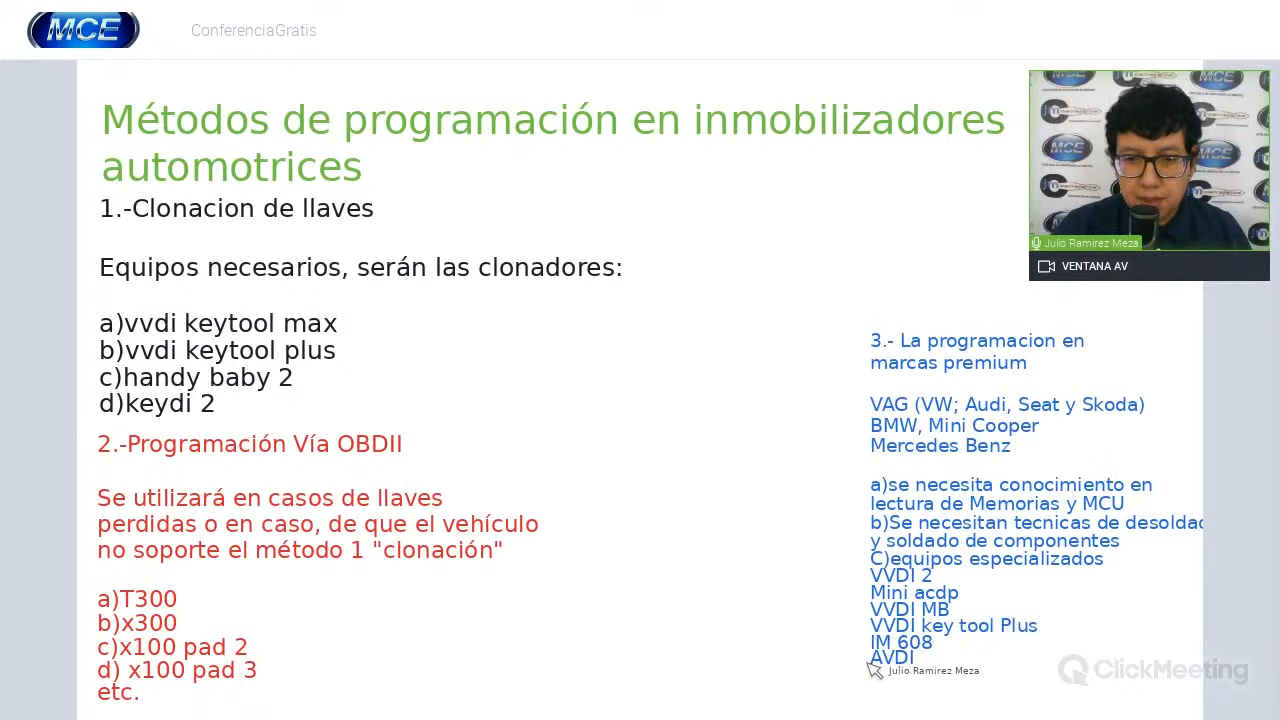 MCE
ConferenciaGratis
Métodos de programación en inmobilizadores
automotrices
1.-Clonacion de llaves
Equipos necesarios, serán las clonadores:
a)vvdi keytool max
b)vvdi keytool plus
c)handy baby 2
d)keydi 2
2.-Programación Vía OBDII
Se utilizará en casos de llaves
perdidas o en caso, de que el vehículo
no soporte el método 1 "clonación"
a)T300
b)x300
c)x100 pad 2
d) x100 pad 3
etc.
MCE
MCE
MCE
Julio Ramirez Meza
VENTANA AV
3.- La programacion en
marcas premium
VAG (VW; Audi, Seat y Skoda)
BMW, Mini Cooper
Mercedes Benz
a)se necesita conocimiento en
lectura de Memorias y MCU
b)Se necesitan tecnicas de desoldac
y soldado de componentes
C)equipos especializados
VVDI 2
Mini acdp
VVDI MB
VVDI key tool Plus
IM 608
AVDI
Julio Ramirez Meza
ClickMeeting